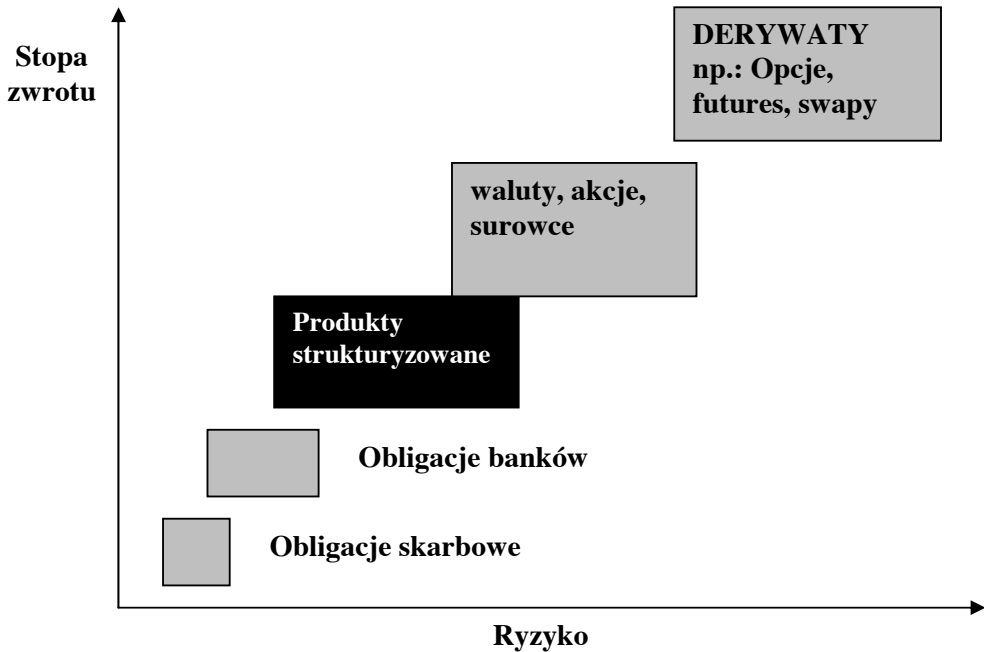 Stopa
zwrotu
DERYWATY
np.: Opcje,
futures, swapy
waluty, akcje,
surowce
Produkty
strukturyzowane
Obligacje banków
Obligacje skarbowe
Ryzyko